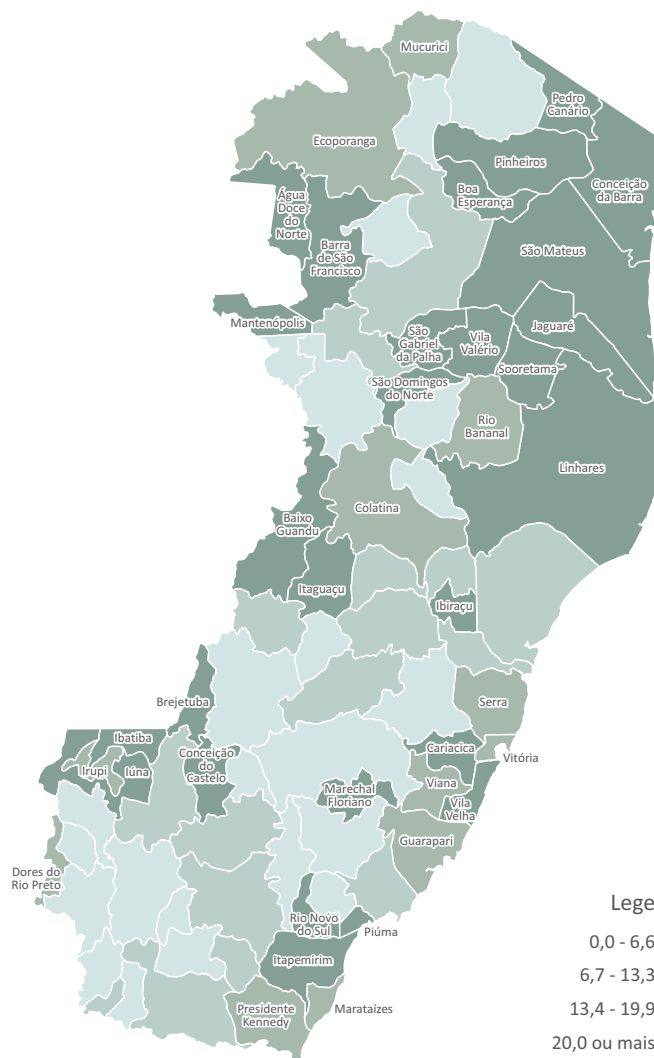 Mucurici
Pedro
Canário
Ecoporanga
Pinheiros
Boa
Esperança
Conceição
da Barra
Água
Doce
do
Norte
Barra
de São
Francisco
São Mateus
Mantenópolis
São
Gabriel
da Palha
Vila
Valério
Jaguaré
Sooretama
São Domingos
do Norte
Rio
Bananal
Linhares
Colatina
Baixo
Guandu
Itaguaçu
Ibiraçu
Brejetuba
Serra
Ibatiba
Cariacica
Vitória
Irupi
Iúna
Conceição
do
Castelo
Viana
Marechal
Floriano
Vila
Velha
Guarapari
Dores do
Rio Preto
Rio Novo
do Sul
Piúma
Itapemirim
Presidente
Kennedy
Marataízes
Lege
0,0 - 6,6
6,7 - 13,3
13,4 - 19,9
20,0 ou mais